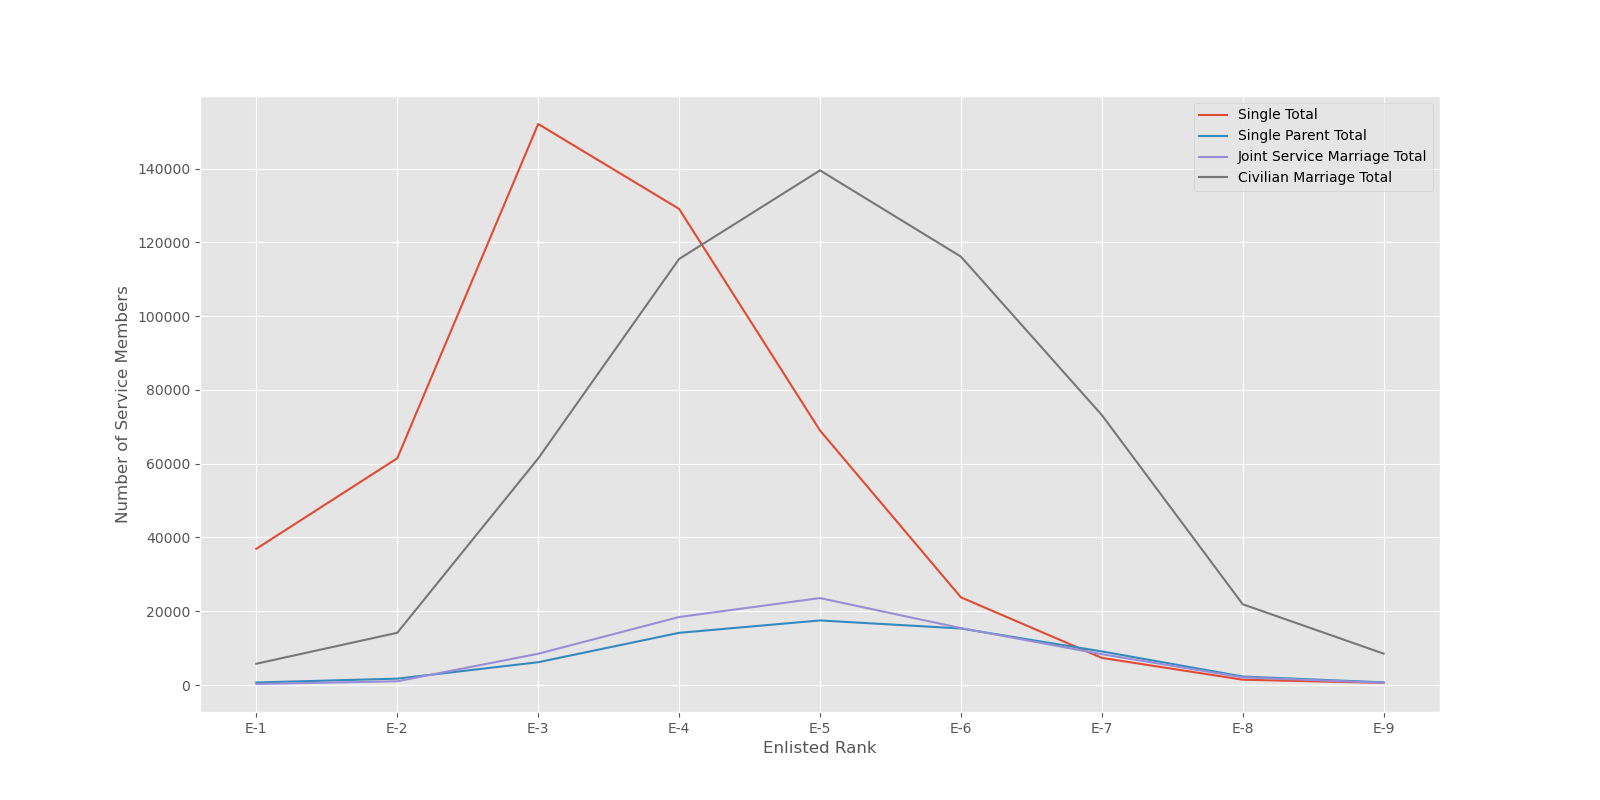 Single Total
Single Parent Total
Joint Service Marriage Total
Civilian Marriage Total
140000
120000
100000
80000
60000
40000
20000
0
Number of Service Members
E-1 E-2 E-3 E-4 E-5 E-6 E-7 E-8 E-9
Enlisted Rank